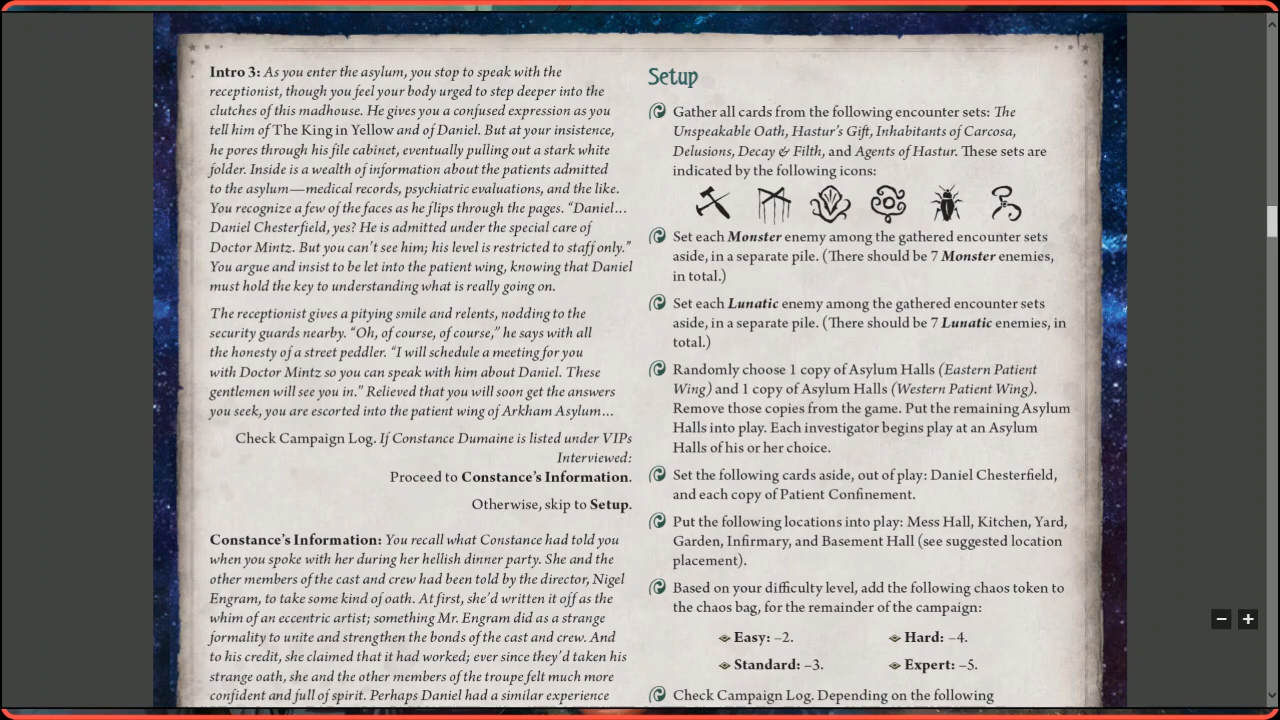 Intro 3: As you enter the asylum, you stop to speak with the
receptionist, though you feel your body urged to step deeper into the
clutches of this madhouse. He gives you a confused expression as you
tell him of The King in Yellow and of Daniel. But at your insistence,
he pores through his file cabinet, eventually pulling out a stark white
folder. Inside is a wealth of information about the patients admitted
to the asylum—medical records, psychiatric evaluations, and the like.
You recognize a few of the faces as he flips through the pages. “Daniel…
Daniel Chesterfield, yes? He is admitted under the special care of
Doctor Mintz. But you can’t see him; his level is restricted to staff only.”
You argue and insist to be let into the patient wing, knowing that Daniel
must hold the key to understanding what is really going on.
The receptionist gives a pitying smile and relents, nodding to the
security guards nearby. “Oh, of course, of course,” he says with all
the honesty of a street peddler. “I will schedule a meeting for you
with Doctor Mintz so you can speak with him about Daniel. These
gentlemen will see you in.” Relieved that you will soon get the answers
you seek, you are escorted into the patient wing of Arkham Asylum…
Check Campaign Log. If Constance Dumaine is listed under VIPs
Interviewed:
Proceed to Constance’s Information.
Otherwise, skip to Setup.
Constance’s Information: You recall what Constance had told you
when you spoke with her during her hellish dinner party. She and the
other members of the cast and crew had been told by the director, Nigel
Engram, to take some kind of oath. At first, she’d written it off as the
whim of an eccentric artist; something Mr. Engram did as a strange
formality to unite and strengthen the bonds of the cast and crew. And
to his credit, she claimed that it had worked; ever since they’d taken his
strange oath, she and the other members of the troupe felt much more
confident and full of spirit. Perhaps Daniel had a similar experience
Setup
Gather all cards from the following encounter sets: The
Unspeakable Oath, Hastur’s Gift, Inhabitants of Carcosa,
Delusions, Decay & Filth, and Agents of Hastur. These sets are
indicated by the following icons:
Set each Monster enemy among the gathered encounter sets
aside, in a separate pile. (There should be 7 Monster enemies,
in total.)
Set each Lunatic enemy among the gathered encounter sets
aside, in a separate pile. (There should be 7 Lunatic enemies, in
total.)
Randomly choose 1 copy of Asylum Halls (Eastern Patient
Wing) and 1 copy of Asylum Halls (Western Patient Wing).
Remove those copies from the game. Put the remaining Asylum
Halls into play. Each investigator begins play at an Asylum
Halls of his or her choice.
Set the following cards aside, out of play: Daniel Chesterfield,
and each copy of Patient Confinement.
Put the following locations into play: Mess Hall, Kitchen, Yard,
Garden, Infirmary, and Basement Hall (see suggested location
placement).
Based on your difficulty level, add the following chaos token to
the chaos bag, for the remainder of the campaign:
Easy: –2. Hard: –4.
Standard: –3. Expert: –5.
Check Campaign Log. Depending on the following